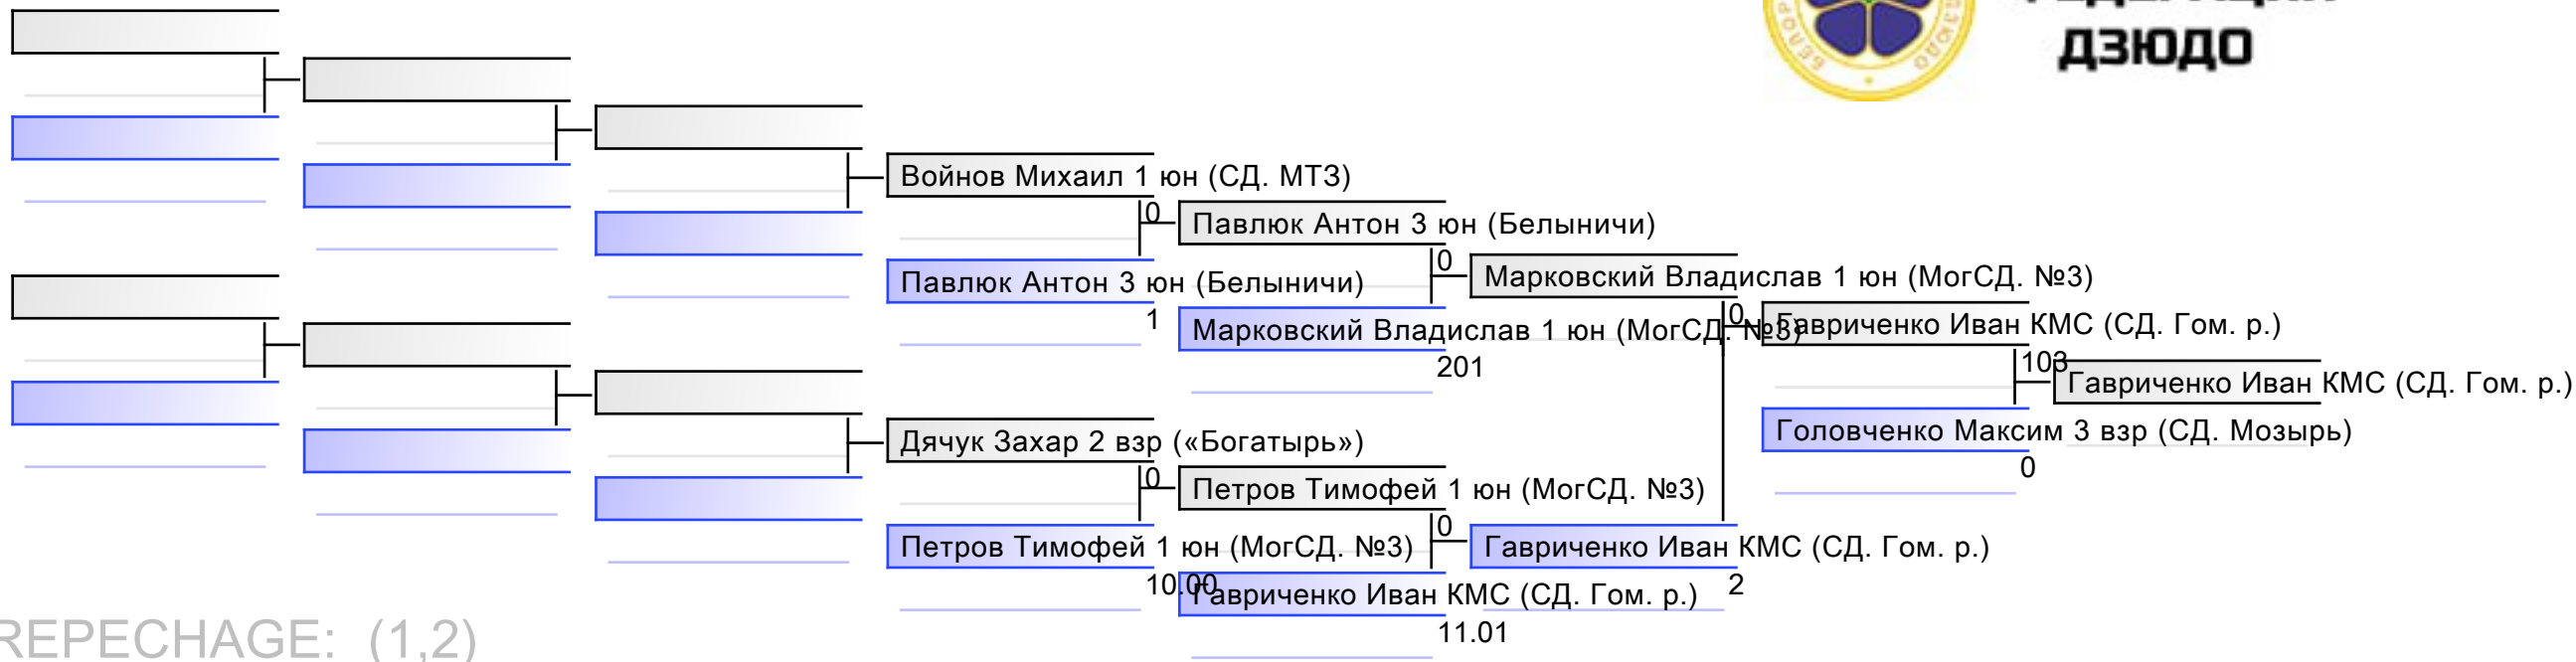 ДЗЮДО
Войнов Михаил 1 юн (СД. МТЗ)
0
Павлюк Антон 3 юн (Белыничи)
0
Павлюк Антон 3 юн (Белыничи)
1
Марковский Владислав 1 юн (МогСД. №3)
0
Марковский Владислав 1 юн (МогСД. №3)
201
Гавриченко Иван КМС (СД. Гом. р.)
103
Гавриченко Иван КМС (СД. Гом. р.)
Головченко Максим 3 взр (СД. Мозырь)
0
Дячук Захар 2 взр («Богатырь»)
0
Петров Тимофей 1 юн (МогСД. №3)
0
Петров Тимофей 1 юн (МогСД. №3)
10.00
Гавриченко Иван КМС (СД. Гом. р.)
2
Гавриченко Иван КМС (СД. Гом. р.)
11.01
REPECHAGE: (1,2)